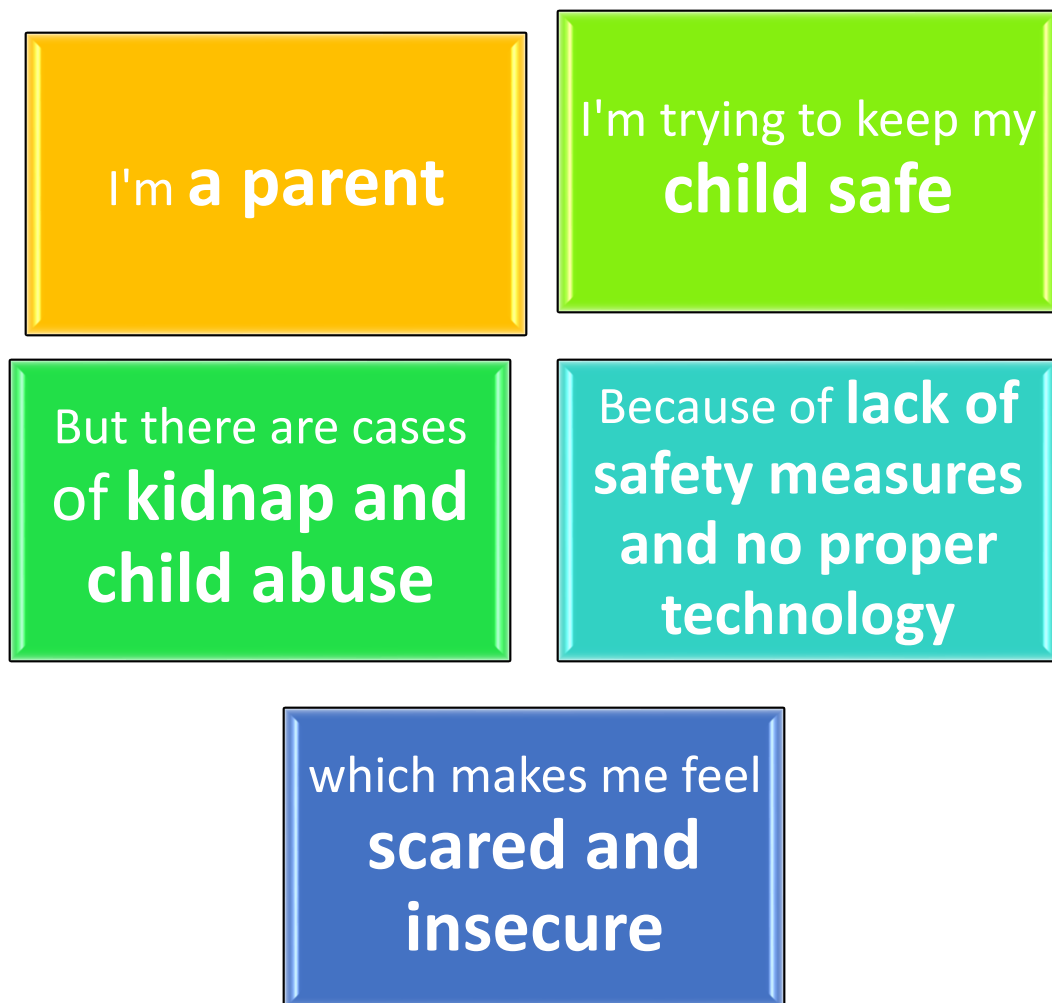 I'm a parent
I'm trying to keep my
child safe
But there are cases
of kidnap and
child abuse
Because of lack of
safety measures
and no proper
technology
which makes me feel
scared and
insecure